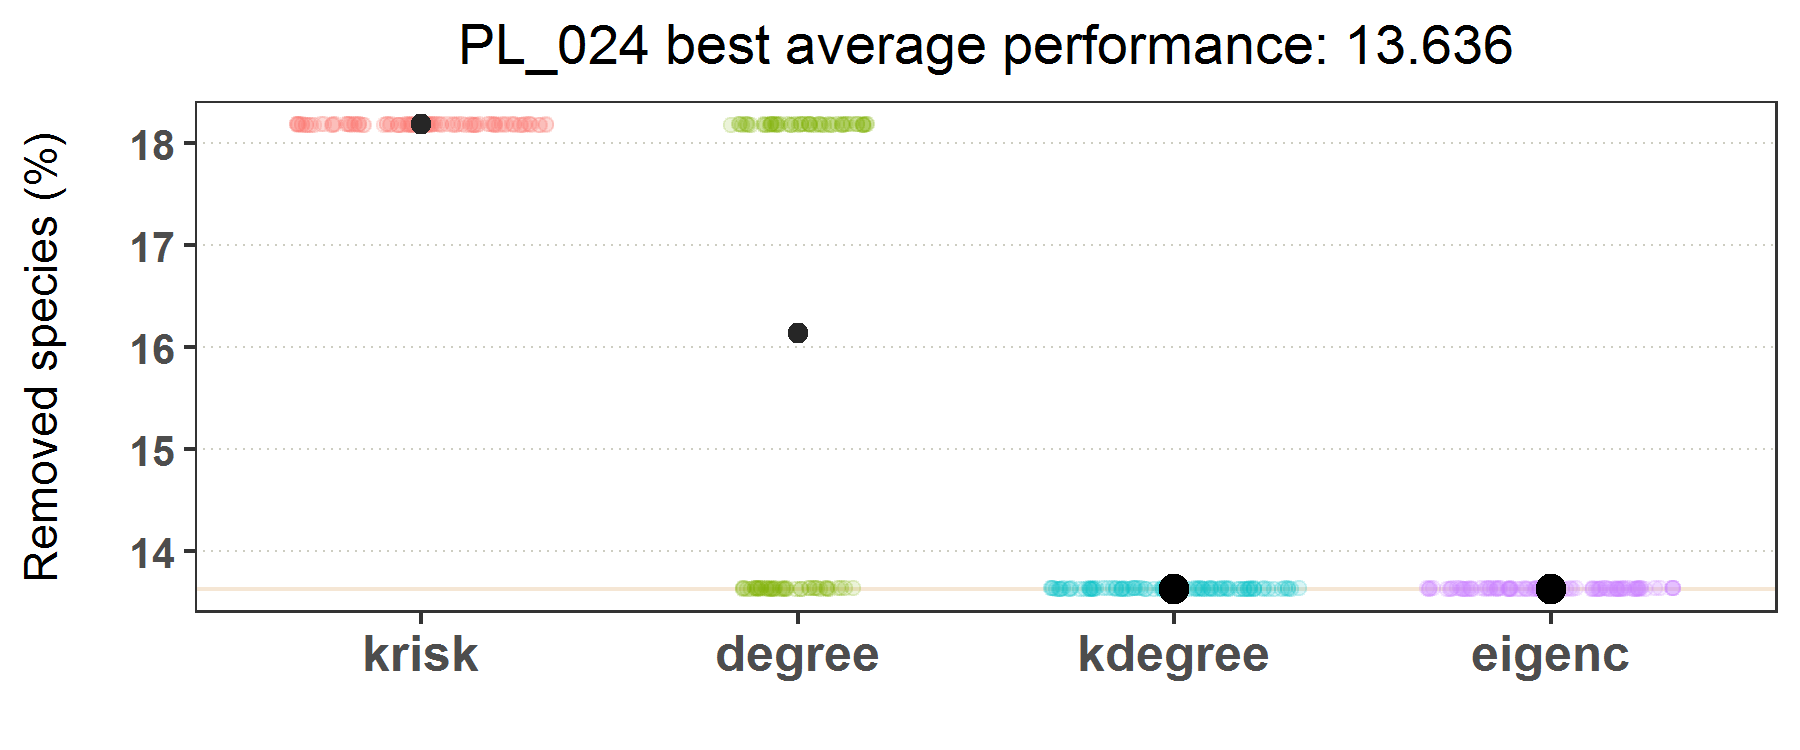 PL_024 best average performance: 13.636
Removed species (%)
18
17
16
15
14
krisk degree kdegree eigenc